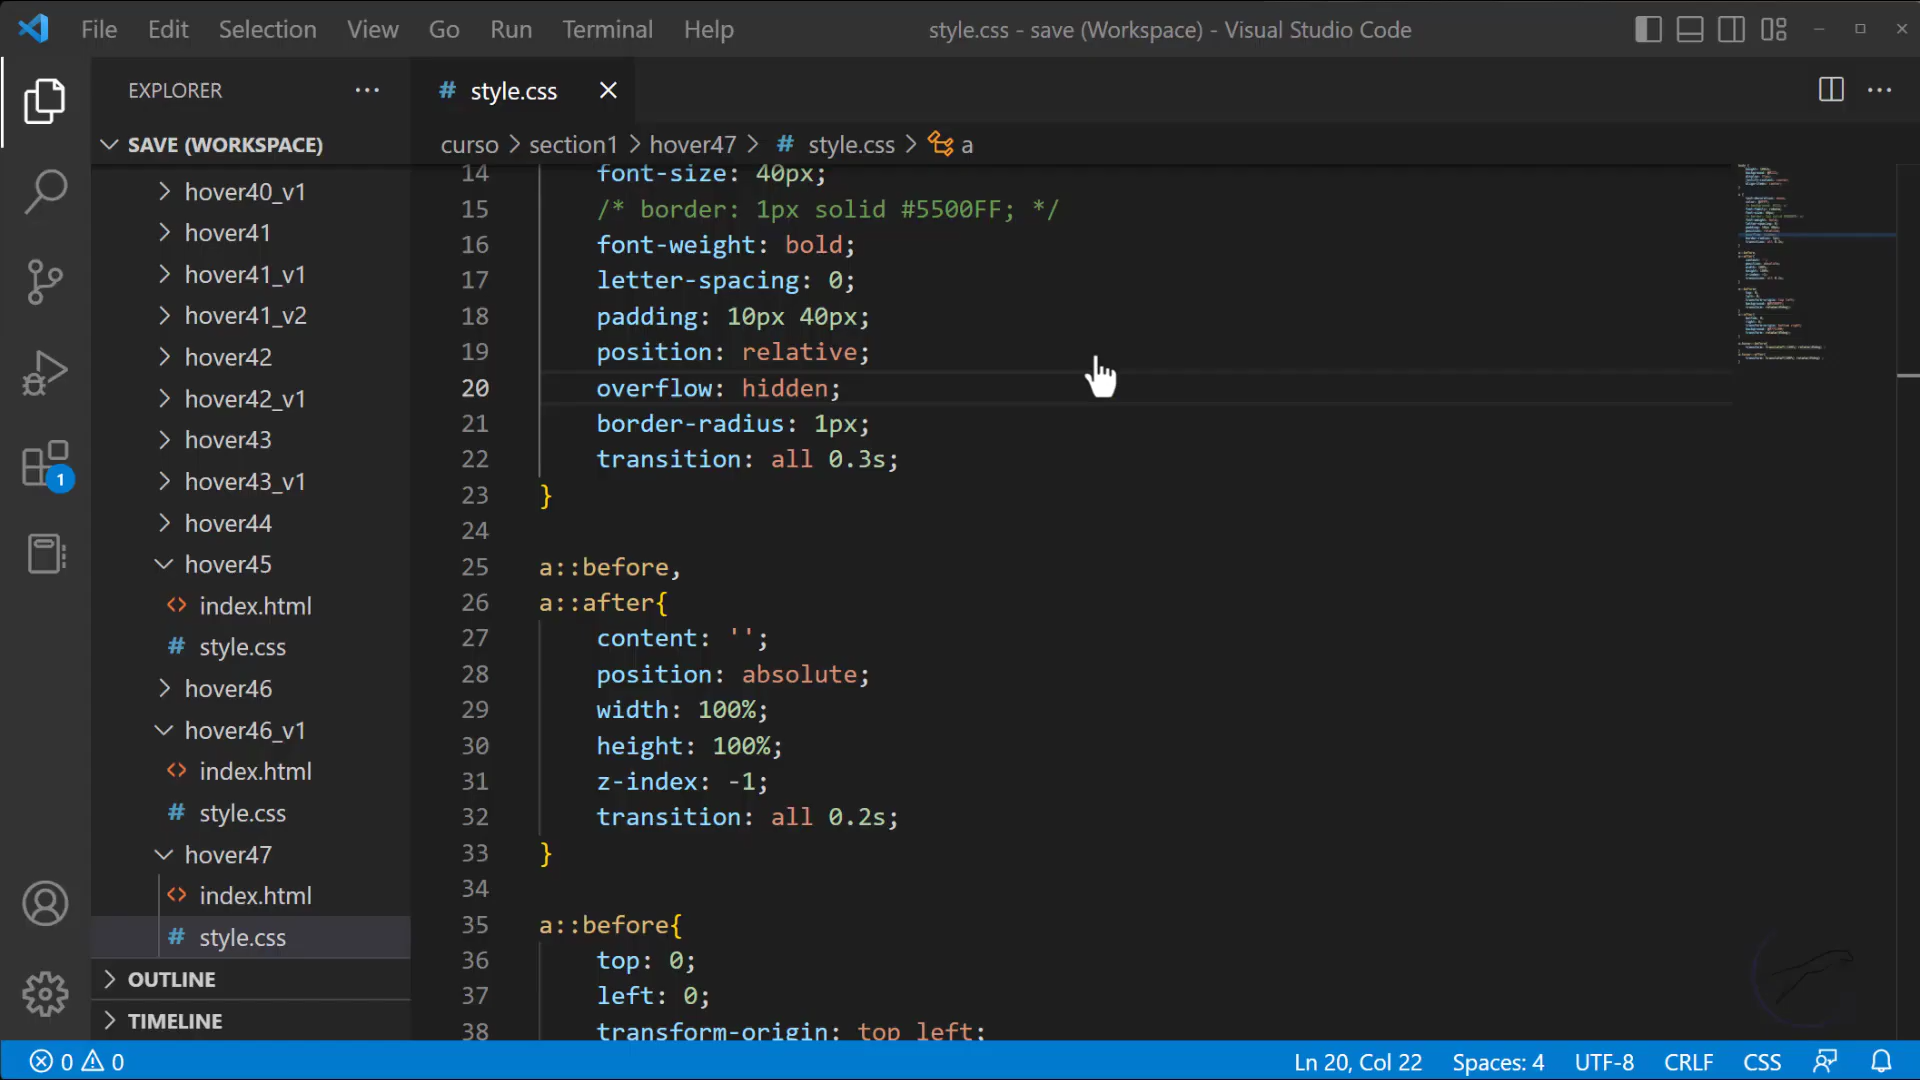 File Edit Selection View Go Run Terminal Help style.css - save (Workspace) - Visual Studio Code
EXPLORER
SAVE (WORKSPACE)
hover40_v1
hover41
hover41_v1
hover41_v2
hover42
hover42_v1
hover43
hover43_v1
hover44
hover45
<> index.html
# style.css
hover46
hover46_v1
<> index.html
# style.css
hover47
<> index.html
# style.css
OUTLINE
TIMELINE
1
# style.css
curso > section1 > hover47 > # style.css > a
14 font-size: 40px;
15 /* border: 1px solid #5500FF; */
16 font-weight: bold;
17 letter-spacing: 0;
18 padding: 10px 40px;
19 position: relative;
20 overflow: hidden;
21 border-radius: 1px;
22 transition: all 0.3s;
23 }
24
25 a::before,
26 a::after{
27 content: '';
28 position: absolute;
29 width: 100%;
30 height: 100%;
31 z-index: -1;
32 transition: all 0.2s;
33 }
34
35 a::before{
36 top: 0;
37 left: 0;
38 transform-origin: top left;
0 0 Ln 20, Col 22 Spaces: 4 UTF-8 CRLF CSS